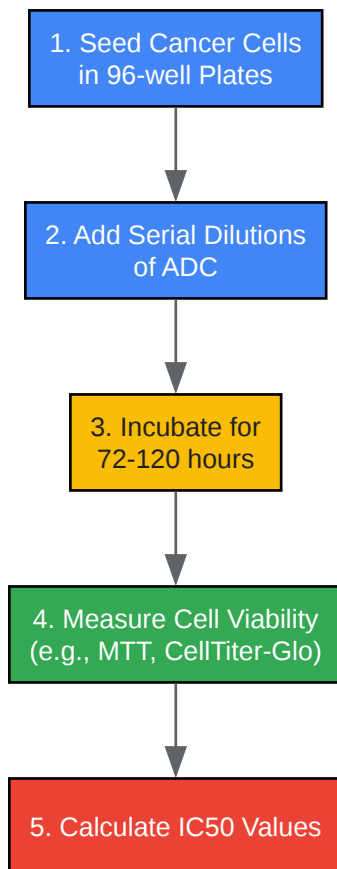 1. Seed Cancer Cells
in 96-well Plates
2. Add Serial Dilutions
of ADC
3. Incubate for
72-120 hours
4. Measure Cell Viability
(e.g., MTT, CellTiter-Glo)
5. Calculate IC50 Values